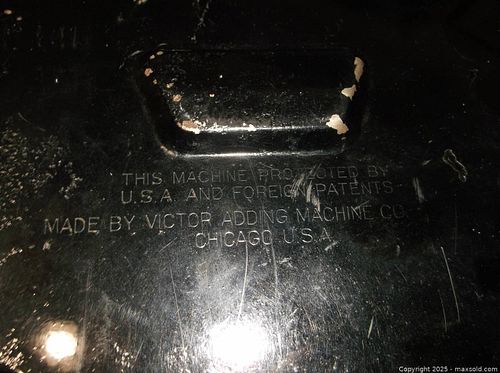 THIS MACHINE PROTECTED BY
U.S.A. AND FOREIGN PATENTS
MADE BY VICTOR ADDING MACHINE CO.
CHICAGO U.S.A.
Copyright 2025 - maxsold.com